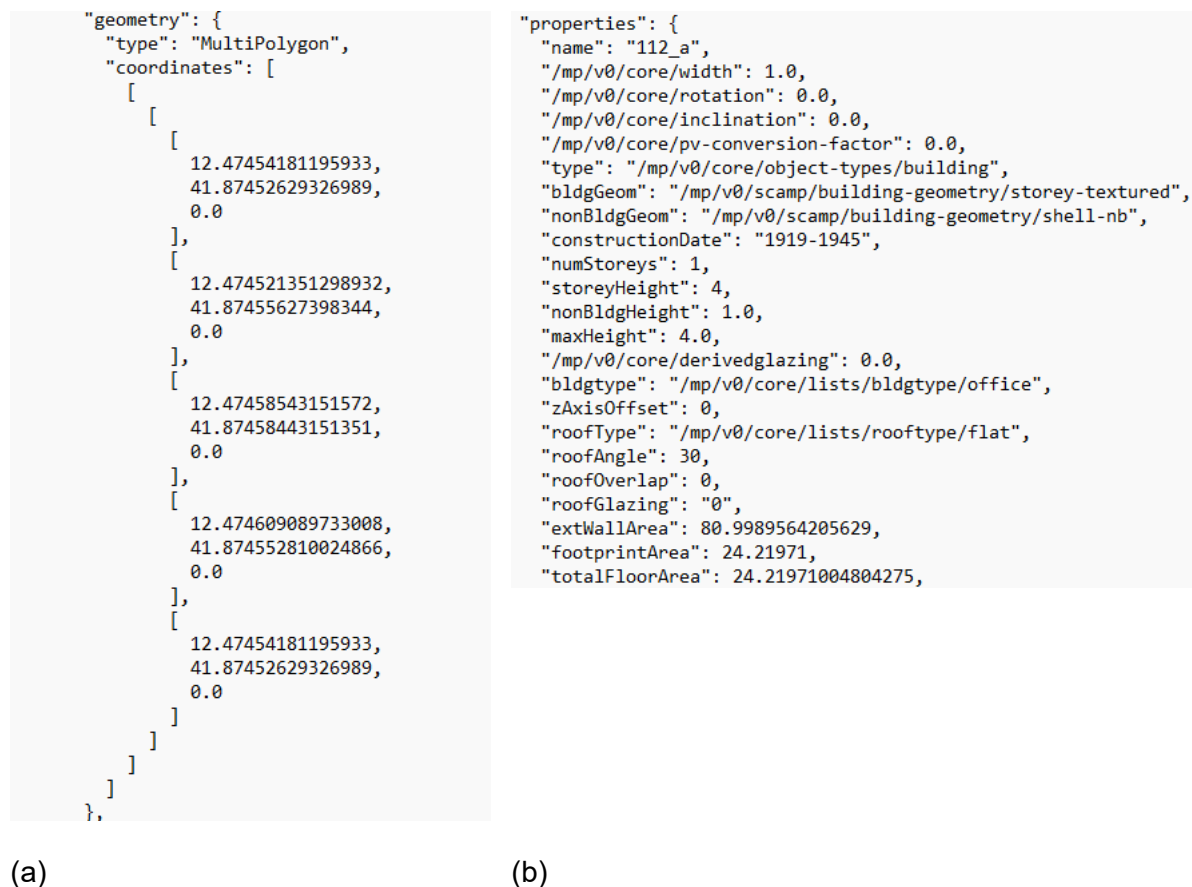 "geometry": {
"type": "MultiPolygon",
"coordinates": [
[
[
[
12.47454181195933,
41.87452629326989,
0.0
],
[
12.474521351298932,
41.87455627398344,
0.0
],
[
12.47458543151572,
41.87458443151351,
0.0
],
[
12.474609089733008,
41.874552810024866,
0.0
],
[
12.47454181195933,
41.87452629326989,
0.0
]
]
]
]
},
(a)
"properties": {
"name": "112_a",
"/mp/v0/core/width": 1.0,
"/mp/v0/core/rotation": 0.0,
"/mp/v0/core/inclination": 0.0,
"/mp/v0/core/pv-conversion-factor": 0.0,
"type": "/mp/v0/core/object-types/building",
"bldgGeom": "/mp/v0/scamp/building-geometry/storey-textured",
"nonBldgGeom": "/mp/v0/scamp/building-geometry/shell-nb",
"constructionDate": "1919-1945",
"numStoreys": 1,
"storeyHeight": 4,
"nonBldgHeight": 1.0,
"maxHeight": 4.0,
"/mp/v0/core/derivedglazing": 0.0,
"bldgtype": "/mp/v0/core/lists/bldgtype/office",
"zAxisOffset": 0,
"roofType": "/mp/v0/core/lists/rooftype/flat",
"roofAngle": 30,
"roofOverlap": 0,
"roofGlazing": "0",
"extWallArea": 80.9989564205629,
"footprintArea": 24.21971,
"totalFloorArea": 24.21971004804275,
(b)